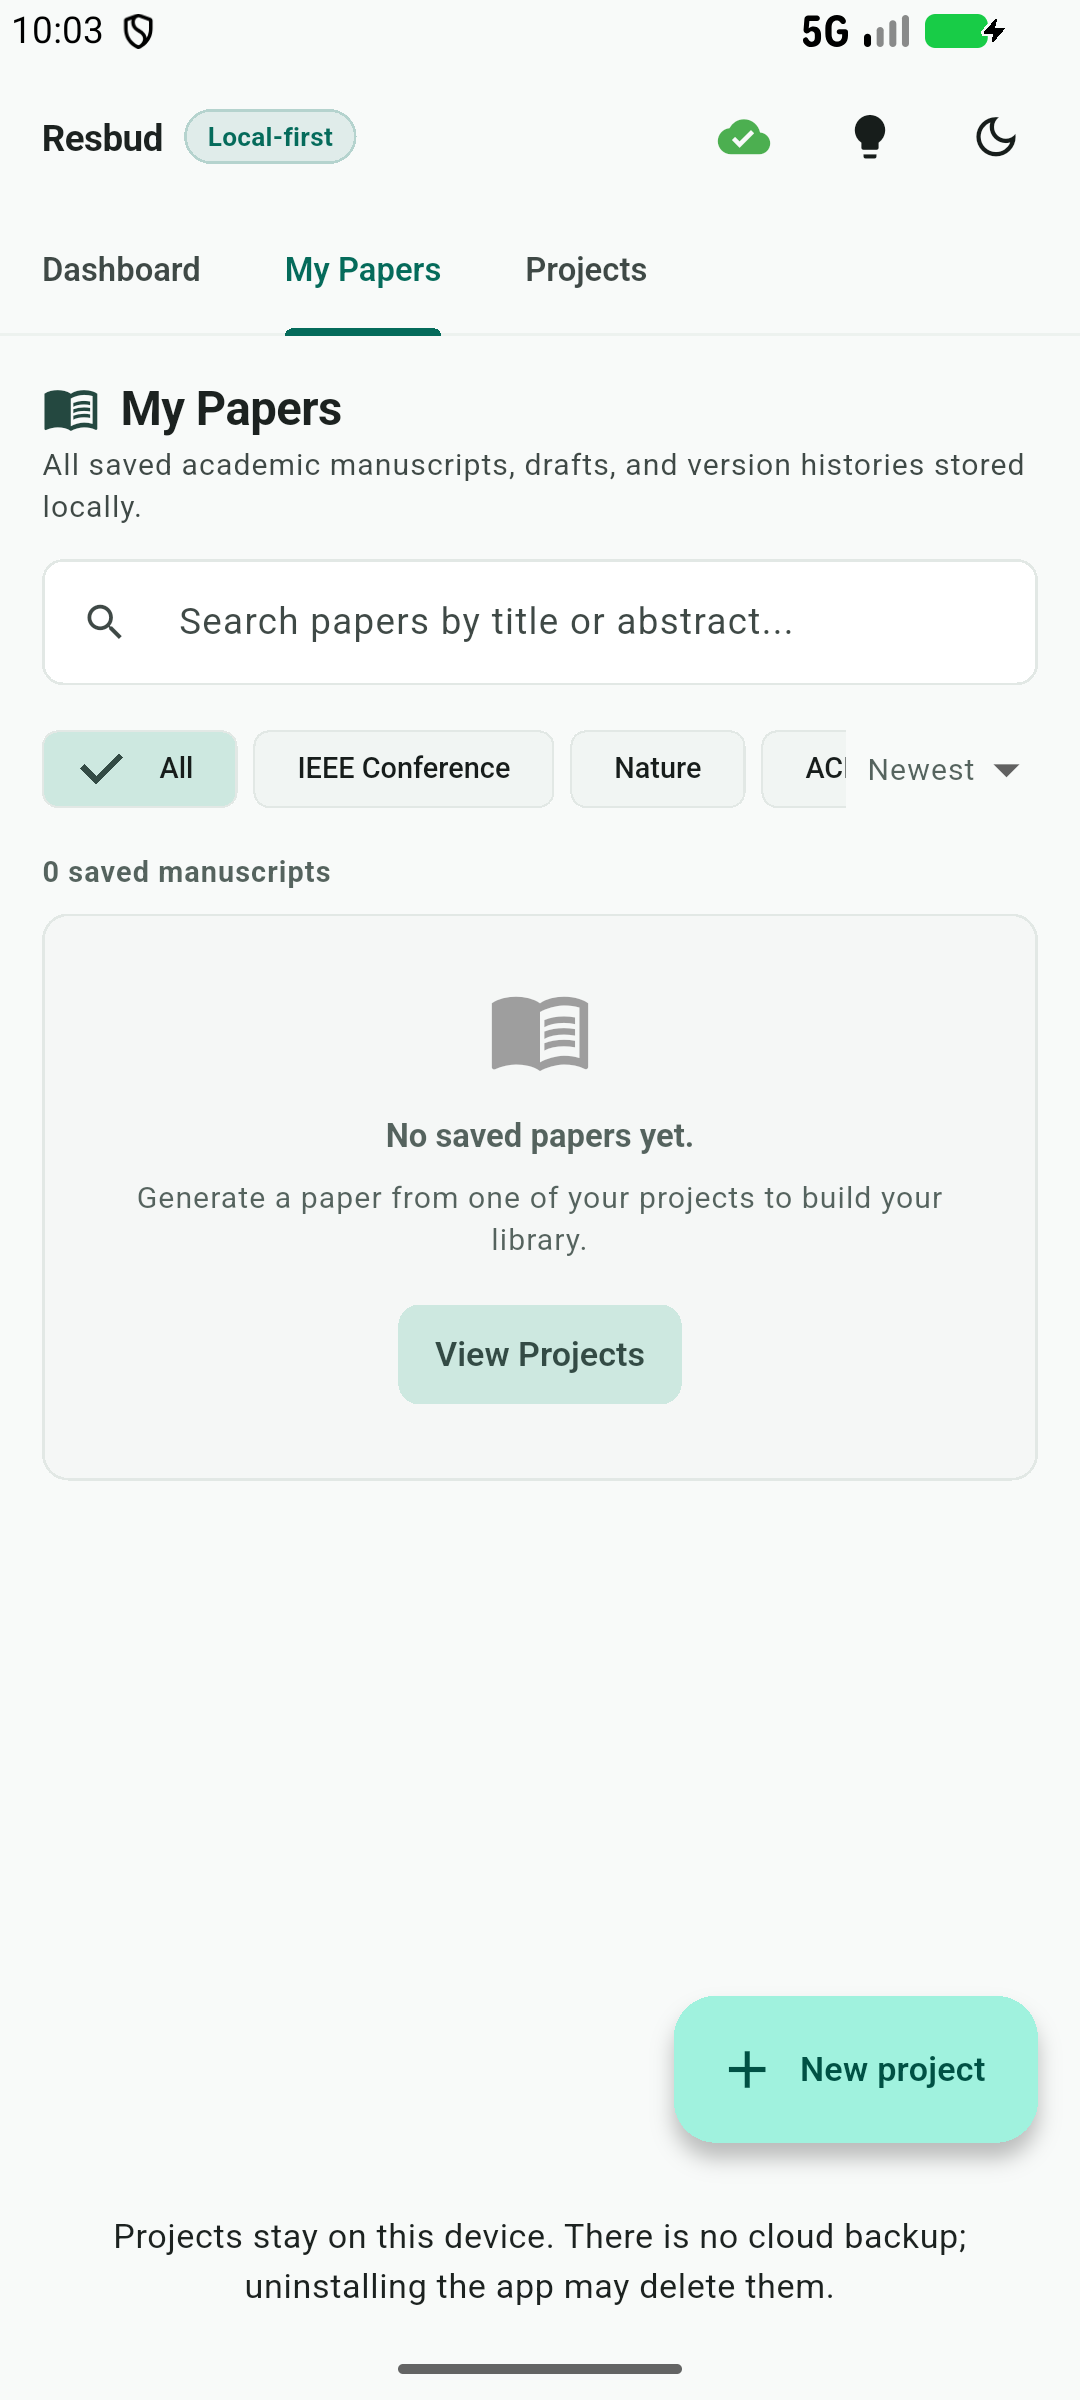 10:03
5G
Resbud
Local-first
Dashboard
My Papers
Projects
My Papers
All saved academic manuscripts, drafts, and version histories stored
locally.
Search papers by title or abstract...
All
IEEE Conference
Nature
Newest
0 saved manuscripts
No saved papers yet.
Generate a paper from one of your projects to build your
library.
View Projects
New project
Projects stay on this device. There is no cloud backup;
uninstalling the app may delete them.